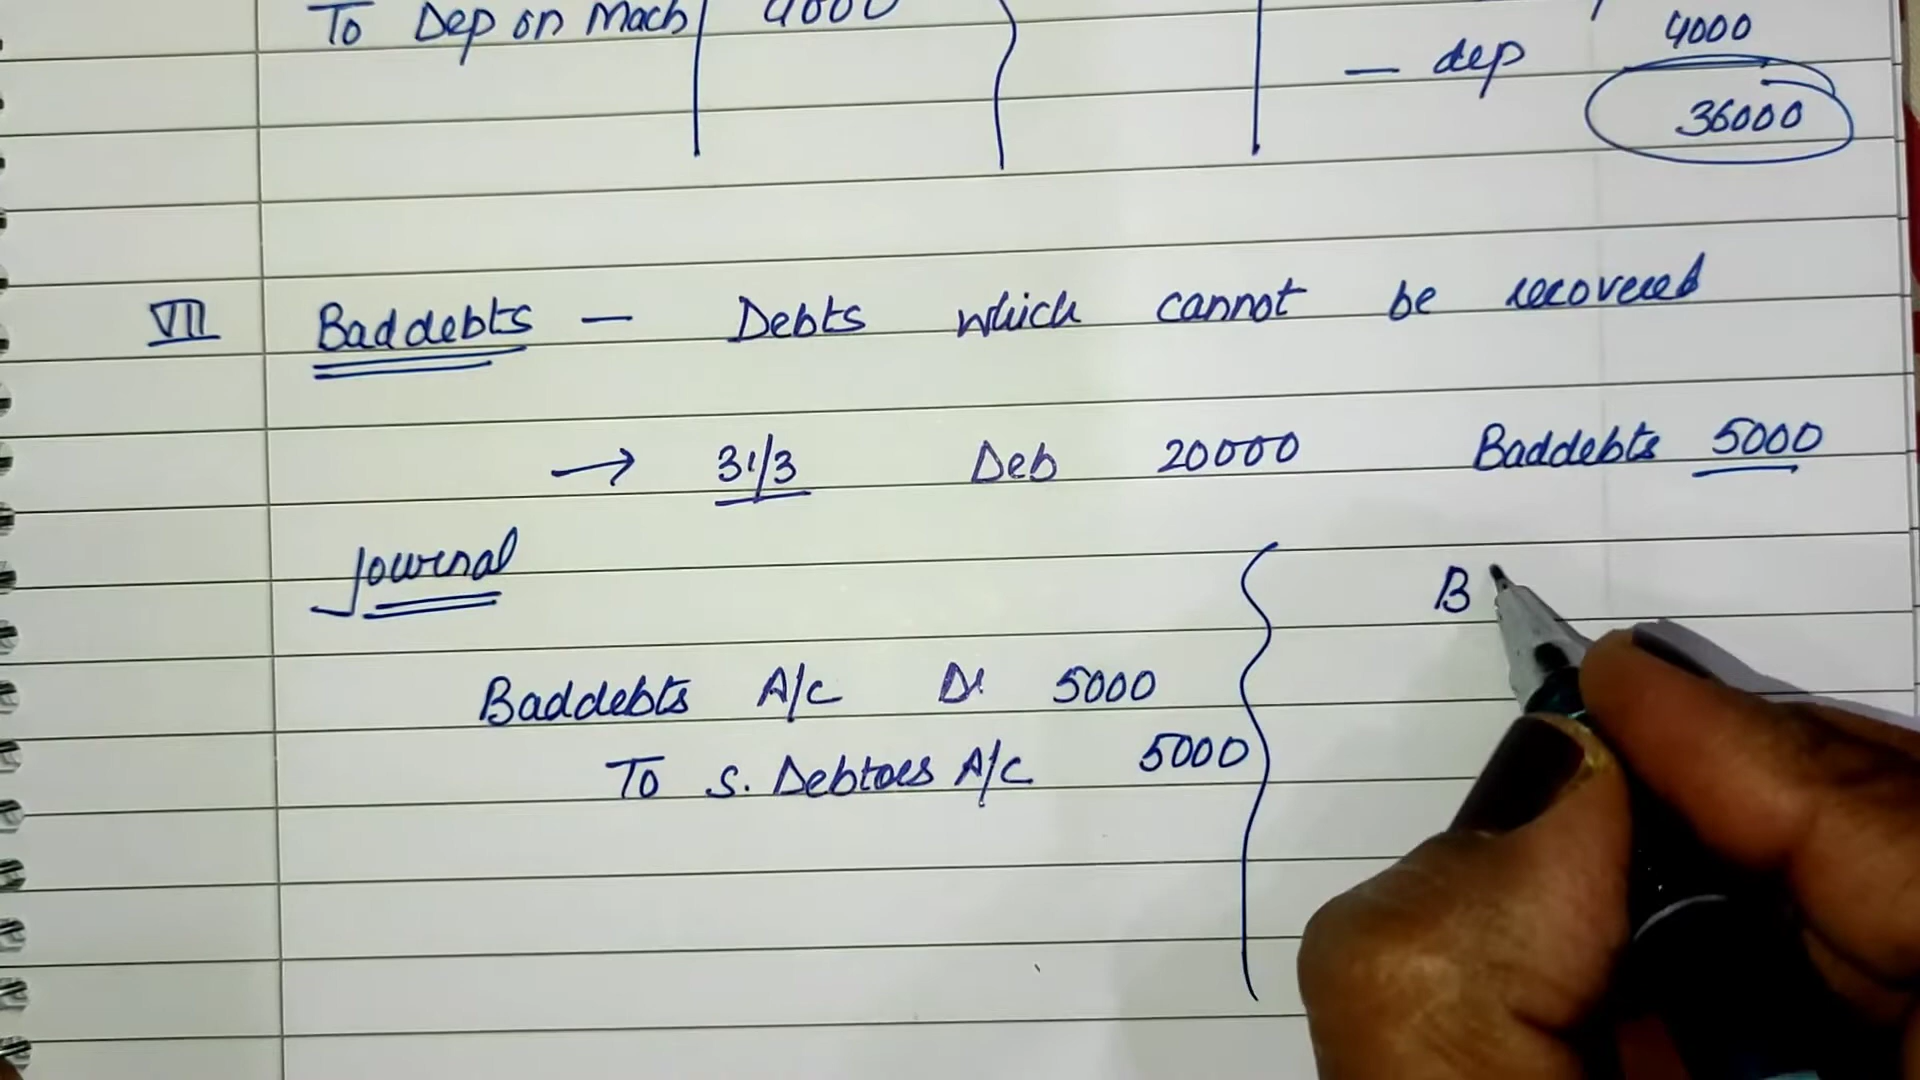 To Dep on Mach 4000
4000
— dep
36000
VII Baddebts — Debts which cannot be recovered
→ 31/3 Deb 20000 Baddebts 5000
Journal
B
Baddebts A/c Dr 5000
To S. Debtors A/c 5000